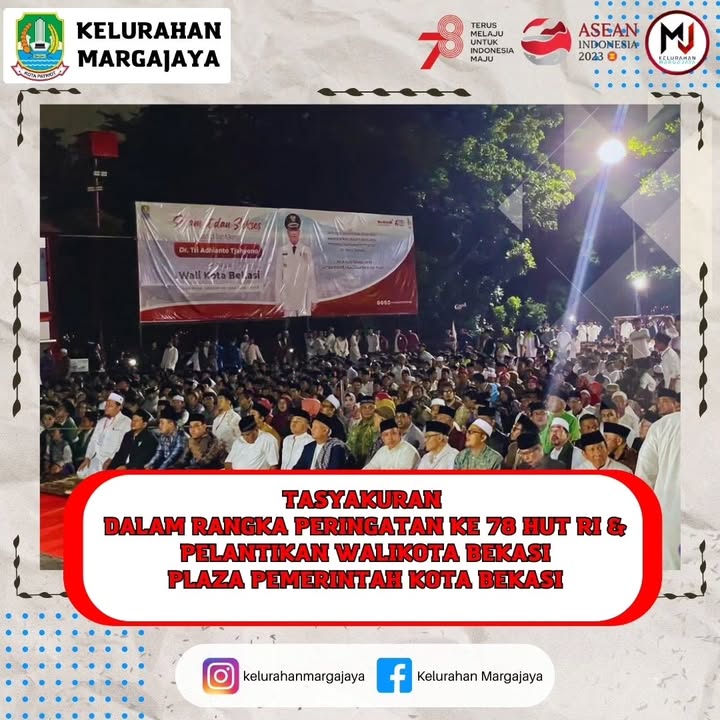 KELURAHAN
MARGAJAYA
KOTA PATRIOT
78
TERUS
MELAJU
UNTUK
INDONESIA
MAJU
ASEAN
INDONESIA
2023
MJ
KELURAHAN
MARGAJAYA
Selamat dan Sukses
Dr. Tri Adhianto Tjahyono
Wali Kota Bekasi
TASYAKURAN
DALAM RANGKA PERINGATAN KE 78 HUT RI &
PELANTIKAN WALIKOTA BEKASI
PLAZA PEMERINTAH KOTA BEKASI
kelurahanmargajaya
Kelurahan Margajaya